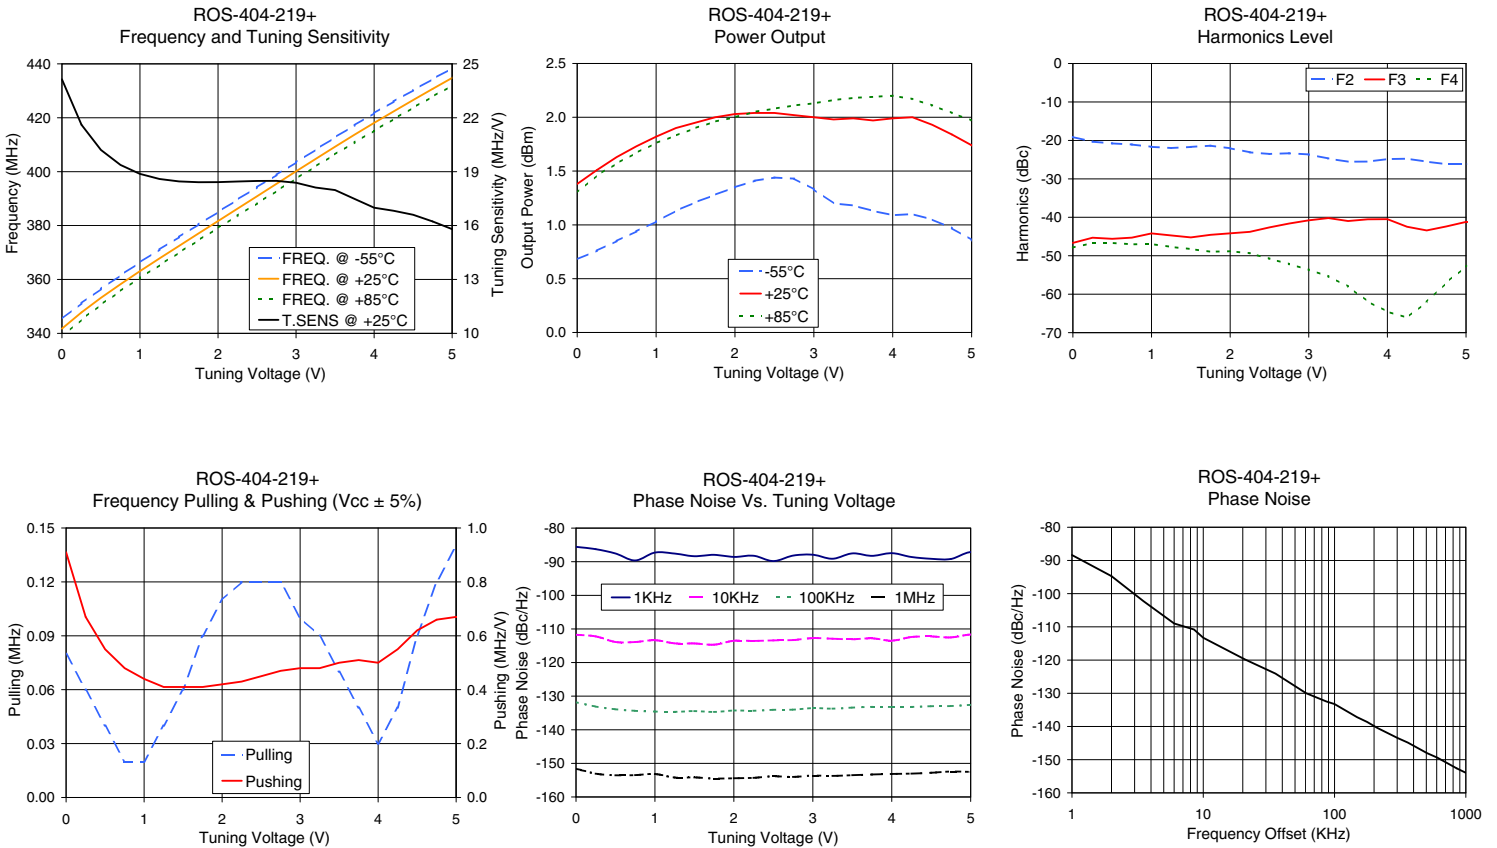 ROS-404-219+
Frequency and Tuning Sensitivity
440
420
400
380
360
340
25
22
19
16
13
10
0 1 2 3 4 5
Frequency (MHz)
Tuning Sensitivity (MHz/V)
Tuning Voltage (V)
FREQ. @ -55°C
FREQ. @ +25°C
FREQ. @ +85°C
T.SENS @ +25°C
ROS-404-219+
Power Output
2.5
2.0
1.5
1.0
0.5
0.0
0 1 2 3 4 5
Output Power (dBm)
Tuning Voltage (V)
-55°C
+25°C
+85°C
ROS-404-219+
Harmonics Level
0
-10
-20
-30
-40
-50
-60
-70
0 1 2 3 4 5
Harmonics (dBc)
Tuning Voltage (V)
F2 F3 F4
ROS-404-219+
Frequency Pulling & Pushing (Vcc ± 5%)
0.15
0.12
0.09
0.06
0.03
0.00
1.0
0.8
0.6
0.4
0.2
0.0
0 1 2 3 4 5
Pulling (MHz)
Pushing (MHz/V)
Tuning Voltage (V)
Pulling
Pushing
ROS-404-219+
Phase Noise Vs. Tuning Voltage
-80
-90
-100
-110
-120
-130
-140
-150
-160
0 1 2 3 4 5
Phase Noise (dBc/Hz)
Tuning Voltage (V)
1KHz 10KHz 100KHz 1MHz
ROS-404-219+
Phase Noise
-80
-90
-100
-110
-120
-130
-140
-150
-160
1 10 100 1000
Phase Noise (dBc/Hz)
Frequency Offset (KHz)